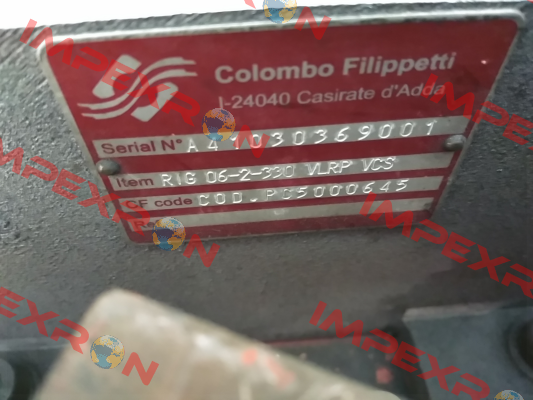 Colombo Filippetti
I-24040 Casirate d'Adda
Serial N° A41030369001
Item RIG 06-2-330 VLRP VCS
CF code COD.PC5000645
IMPEXRON
IMPEXRON
IMPEXRON
IMPEXRON
IMPEXRON
IMPEXRON